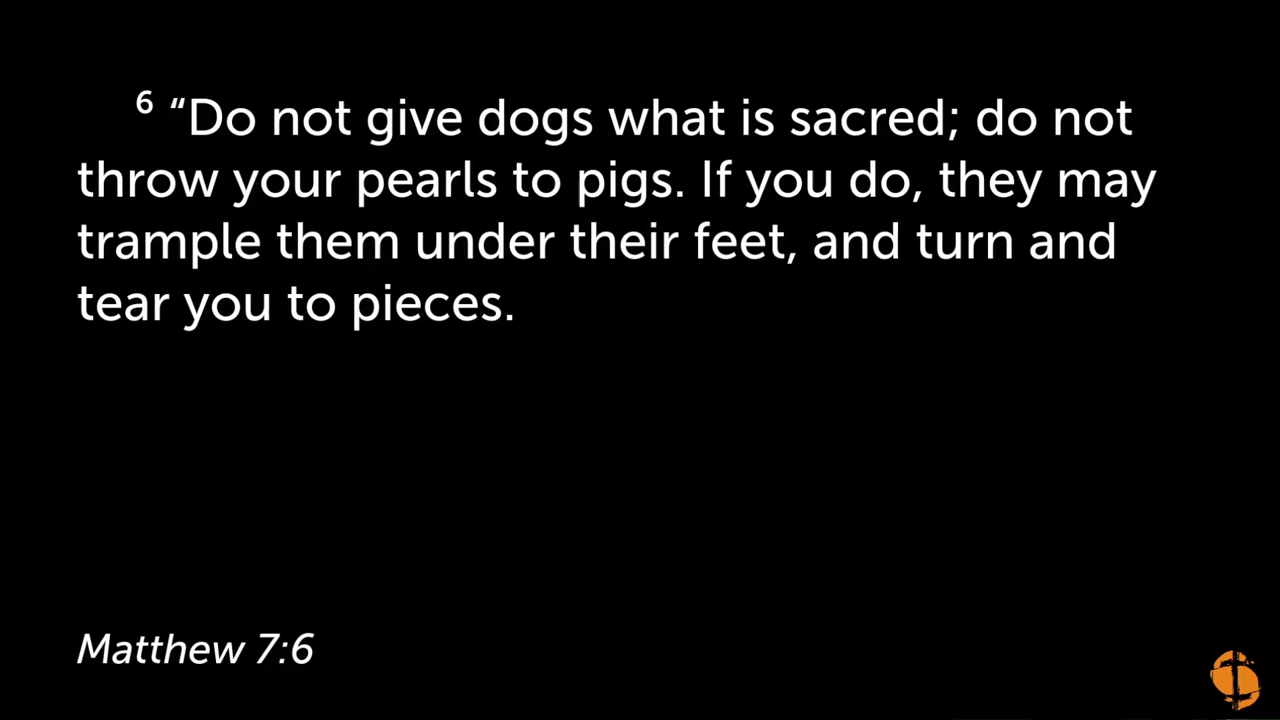 6 “Do not give dogs what is sacred; do not
throw your pearls to pigs. If you do, they may
trample them under their feet, and turn and
tear you to pieces.
Matthew 7:6